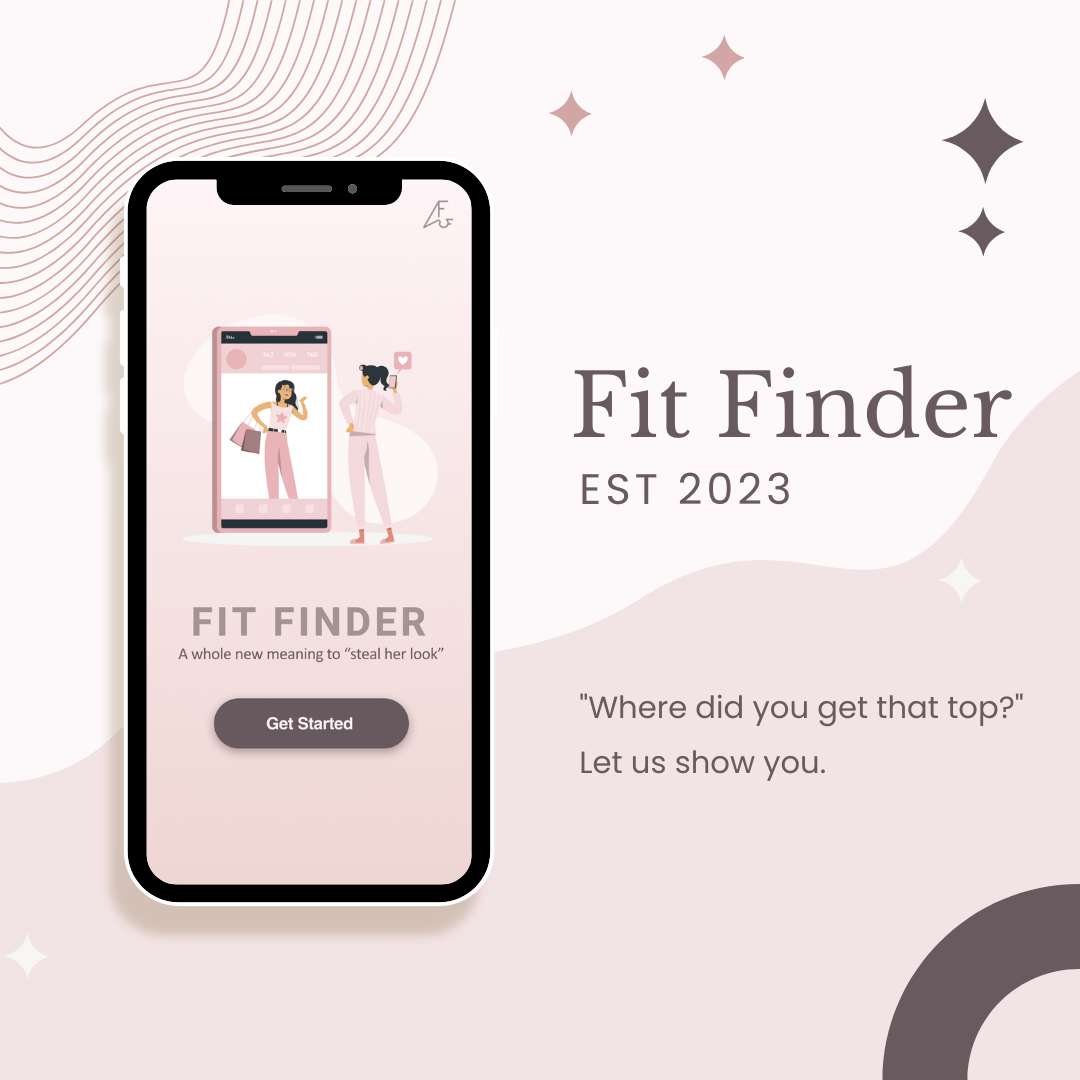 Fit Finder
EST 2023
FIT FINDER
A whole new meaning to “steal her look”
Get Started
"Where did you get that top?"
Let us show you.